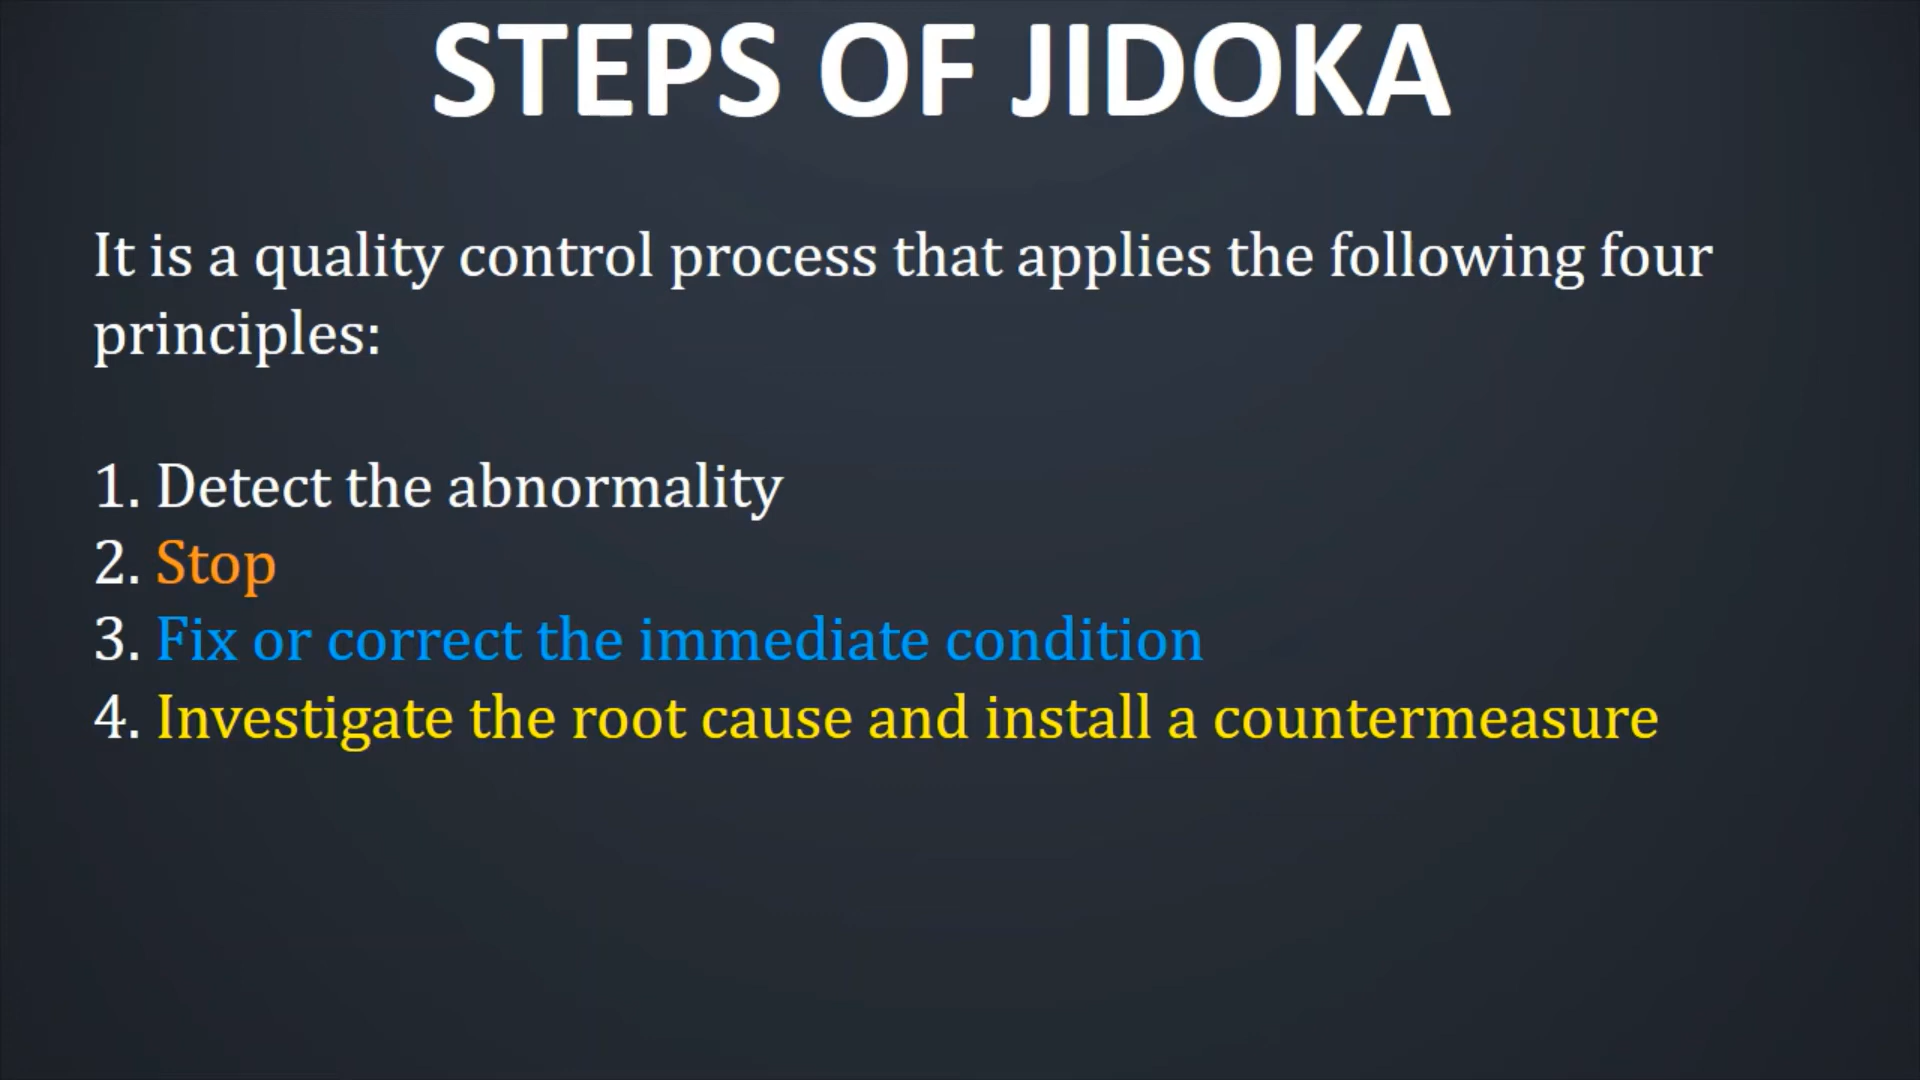 STEPS OF JIDOKA
It is a quality control process that applies the following four
principles:
1. Detect the abnormality
2. Stop
3. Fix or correct the immediate condition
4. Investigate the root cause and install a countermeasure